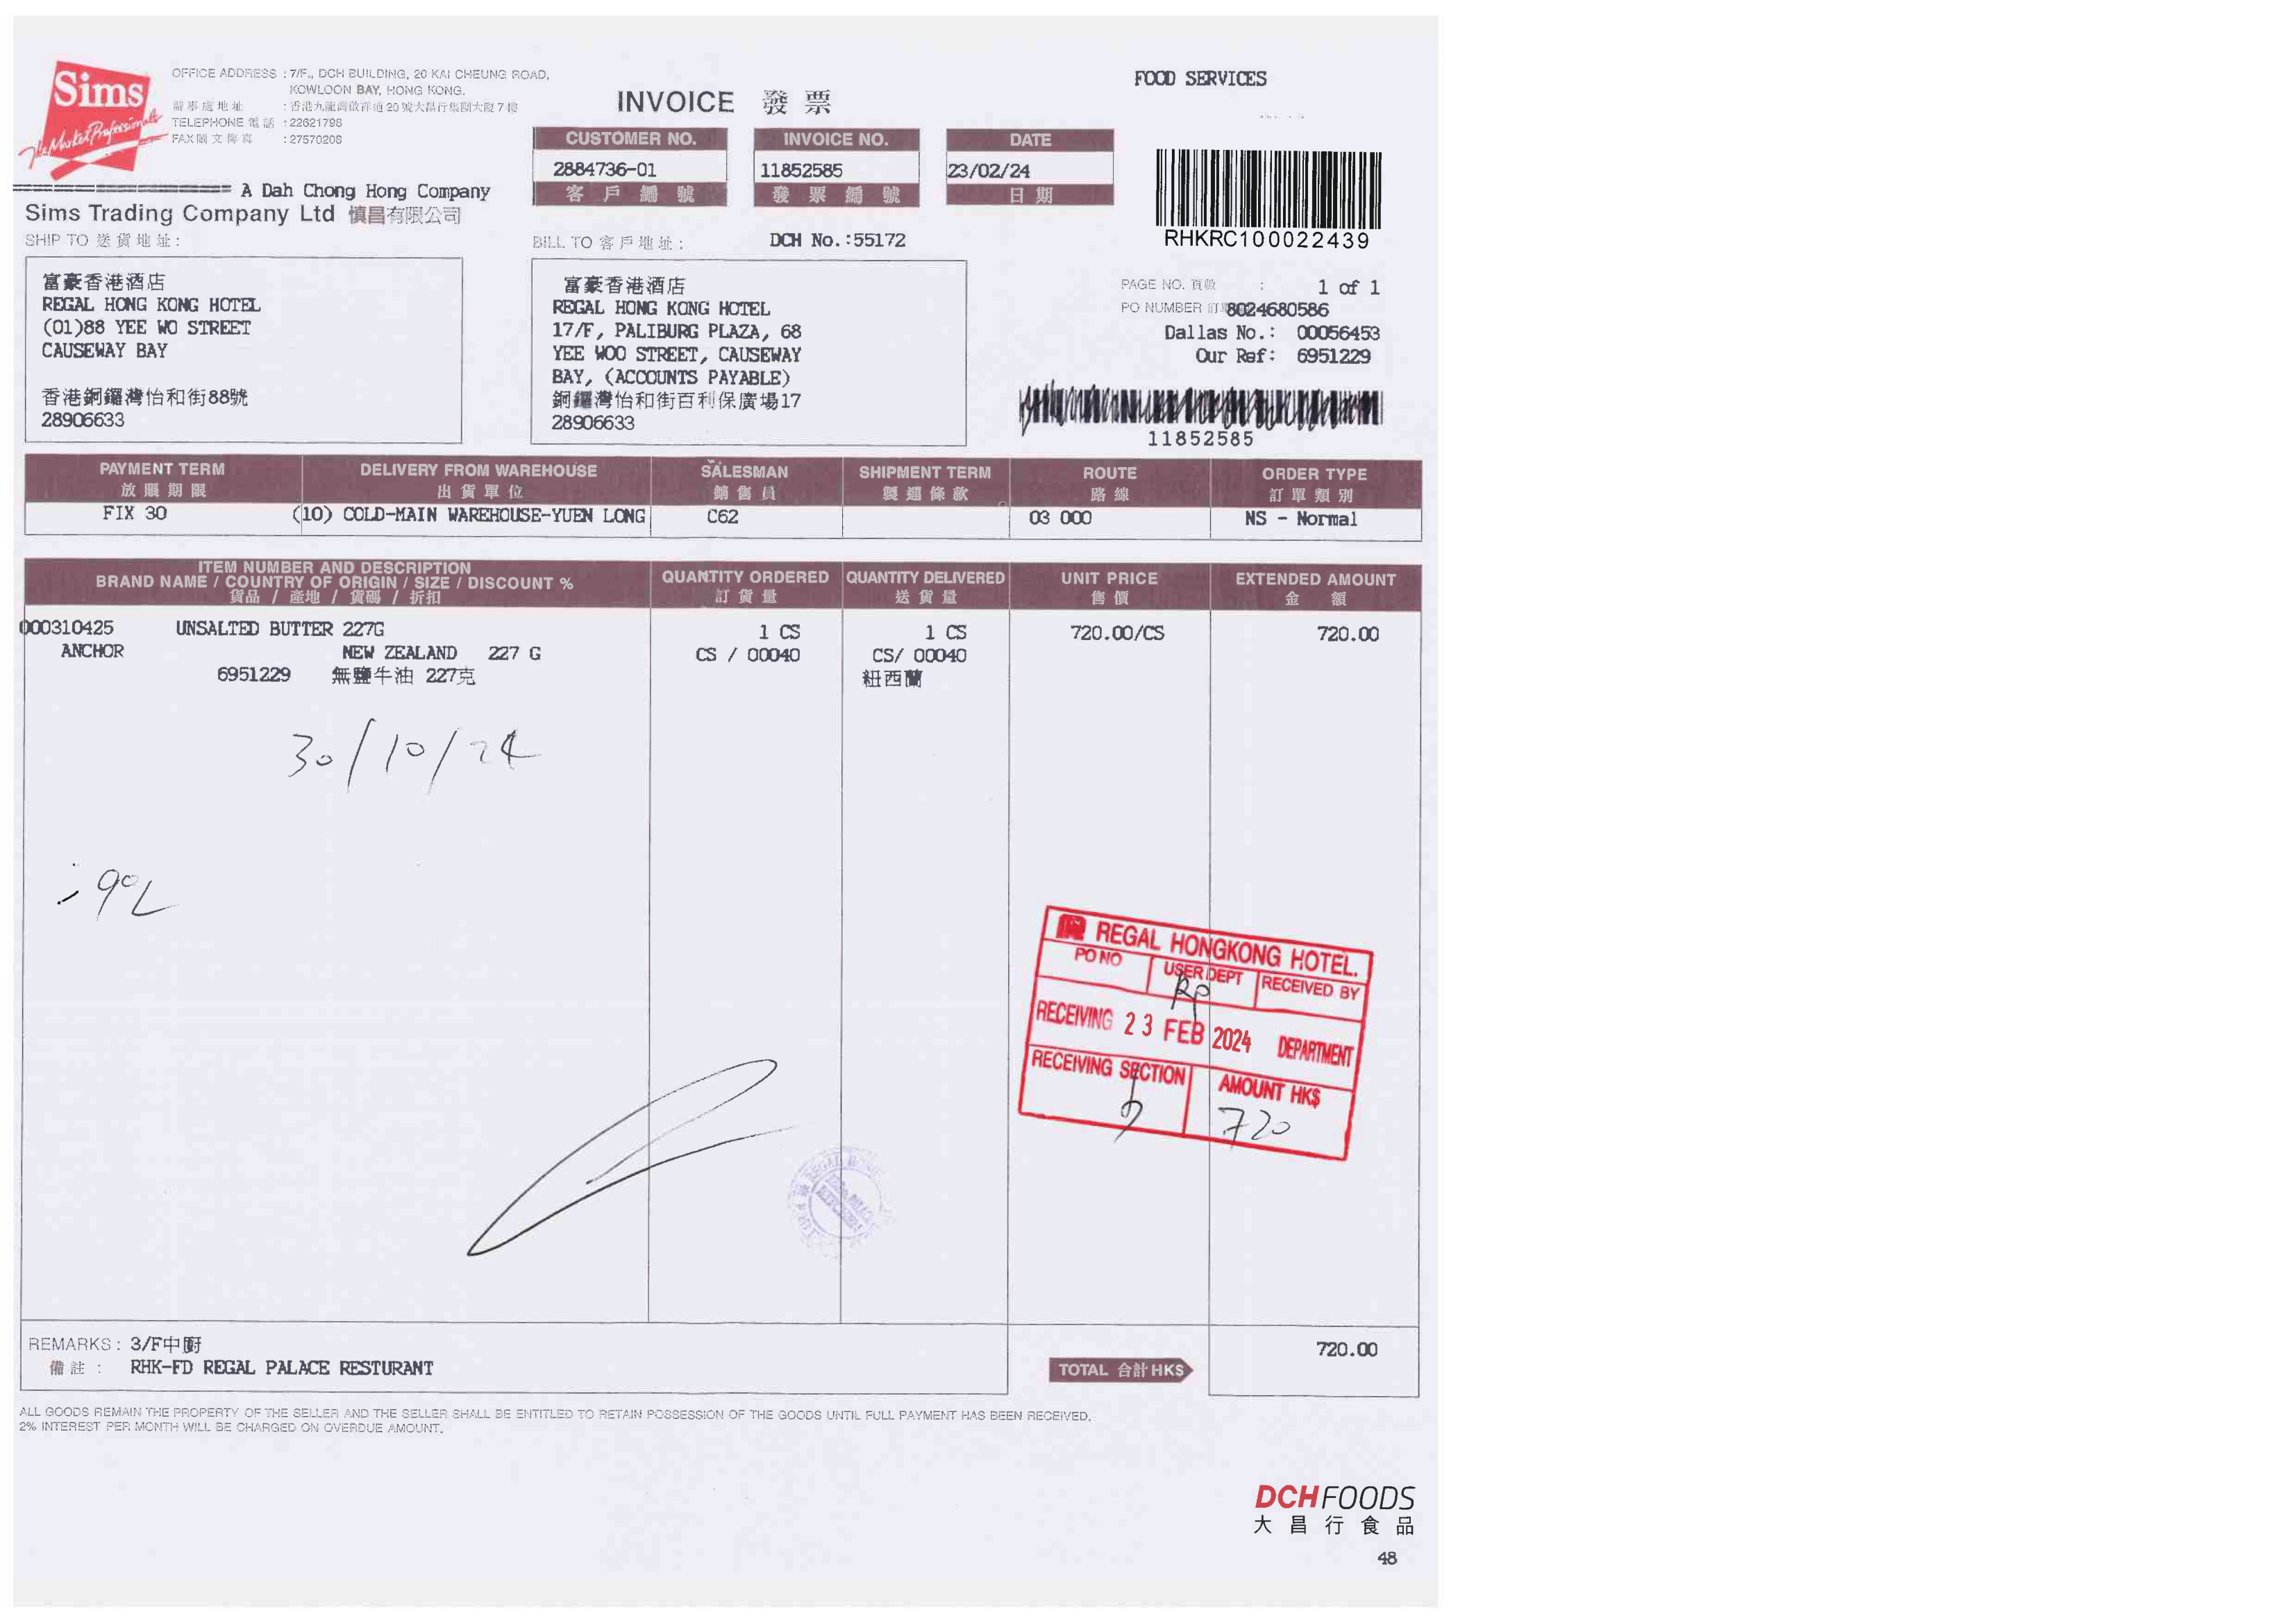 Sims
The Market Professionals
OFFICE ADDRESS : 7/F., DCH BUILDING, 20 KAI CHEUNG ROAD,
KOWLOON BAY, HONG KONG.
辦事處地址 : 香港九龍灣啟祥道20號大昌行集團大廈7樓
TELEPHONE 電話 : 22621798
FAX 圖文傳真 : 27570208
A Dah Chong Hong Company
Sims Trading Company Ltd 慎昌有限公司
INVOICE 發票
FOOD SERVICES
CUSTOMER NO. INVOICE NO. DATE
2884736-01 11852585 23/02/24
客戶編號 發票編號 日期
RHKRC100022439
SHIP TO 送貨地址:
富豪香港酒店
REGAL HONG KONG HOTEL
(01)88 YEE WO STREET
CAUSEWAY BAY
香港銅鑼灣怡和街88號
28906633
BILL TO 客戶地址: DCH No.:55172
富豪香港酒店
REGAL HONG KONG HOTEL
17/F, PALIBURG PLAZA, 68
YEE WOO STREET, CAUSEWAY
BAY, (ACCOUNTS PAYABLE)
銅鑼灣怡和街百利保廣場17
28906633
PAGE NO. 頁數 : 1 of 1
PO NUMBER 8024680586
Dallas No.: 00056453
Our Ref: 6951229
11852585
PAYMENT TERM DELIVERY FROM WAREHOUSE SALESMAN SHIPMENT TERM ROUTE ORDER TYPE
放賬期限 出貨單位 銷售員 路線 訂單類別
FIX 30 (10) COLD-MAIN WAREHOUSE-YUEN LONG C62 03 000 NS - Normal
ITEM NUMBER AND DESCRIPTION
BRAND NAME / COUNTRY OF ORIGIN / SIZE / DISCOUNT % QUANTITY ORDERED QUANTITY DELIVERED UNIT PRICE EXTENDED AMOUNT
貨品 / 產地 / 貨碼 / 折扣 訂貨量 送貨量 售價 金額
000310425 UNSALTED BUTTER 227G 1 CS 1 CS 720.00/CS 720.00
ANCHOR NEW ZEALAND 227 G CS / 00040 CS/ 00040
6951229 無鹽牛油 227克 紐西蘭
30/10/24
REGAL HONGKONG HOTEL.
PO NO USER DEPT RECEIVED BY
RP
RECEIVING 23 FEB 2024 DEPARTMENT
RECEIVING SECTION AMOUNT HK$
720
REMARKS : 3/F中廚
備註 : RHK-FD REGAL PALACE RESTURANT
720.00
TOTAL 合計 HK$
ALL GOODS REMAIN THE PROPERTY OF THE SELLER AND THE SELLER SHALL BE ENTITLED TO RETAIN POSSESSION OF THE GOODS UNTIL FULL PAYMENT HAS BEEN RECEIVED.
2% INTEREST PER MONTH WILL BE CHARGED ON OVERDUE AMOUNT.
DCH FOODS
大昌行食品
48